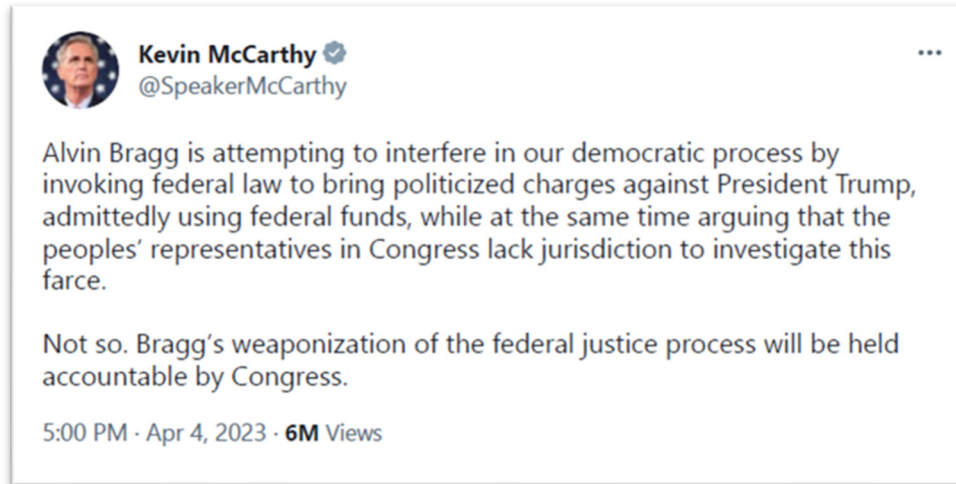 Kevin McCarthy
@SpeakerMcCarthy
Alvin Bragg is attempting to interfere in our democratic process by
invoking federal law to bring politicized charges against President Trump,
admittedly using federal funds, while at the same time arguing that the
peoples’ representatives in Congress lack jurisdiction to investigate this
farce.
Not so. Bragg’s weaponization of the federal justice process will be held
accountable by Congress.
5:00 PM · Apr 4, 2023 · 6M Views